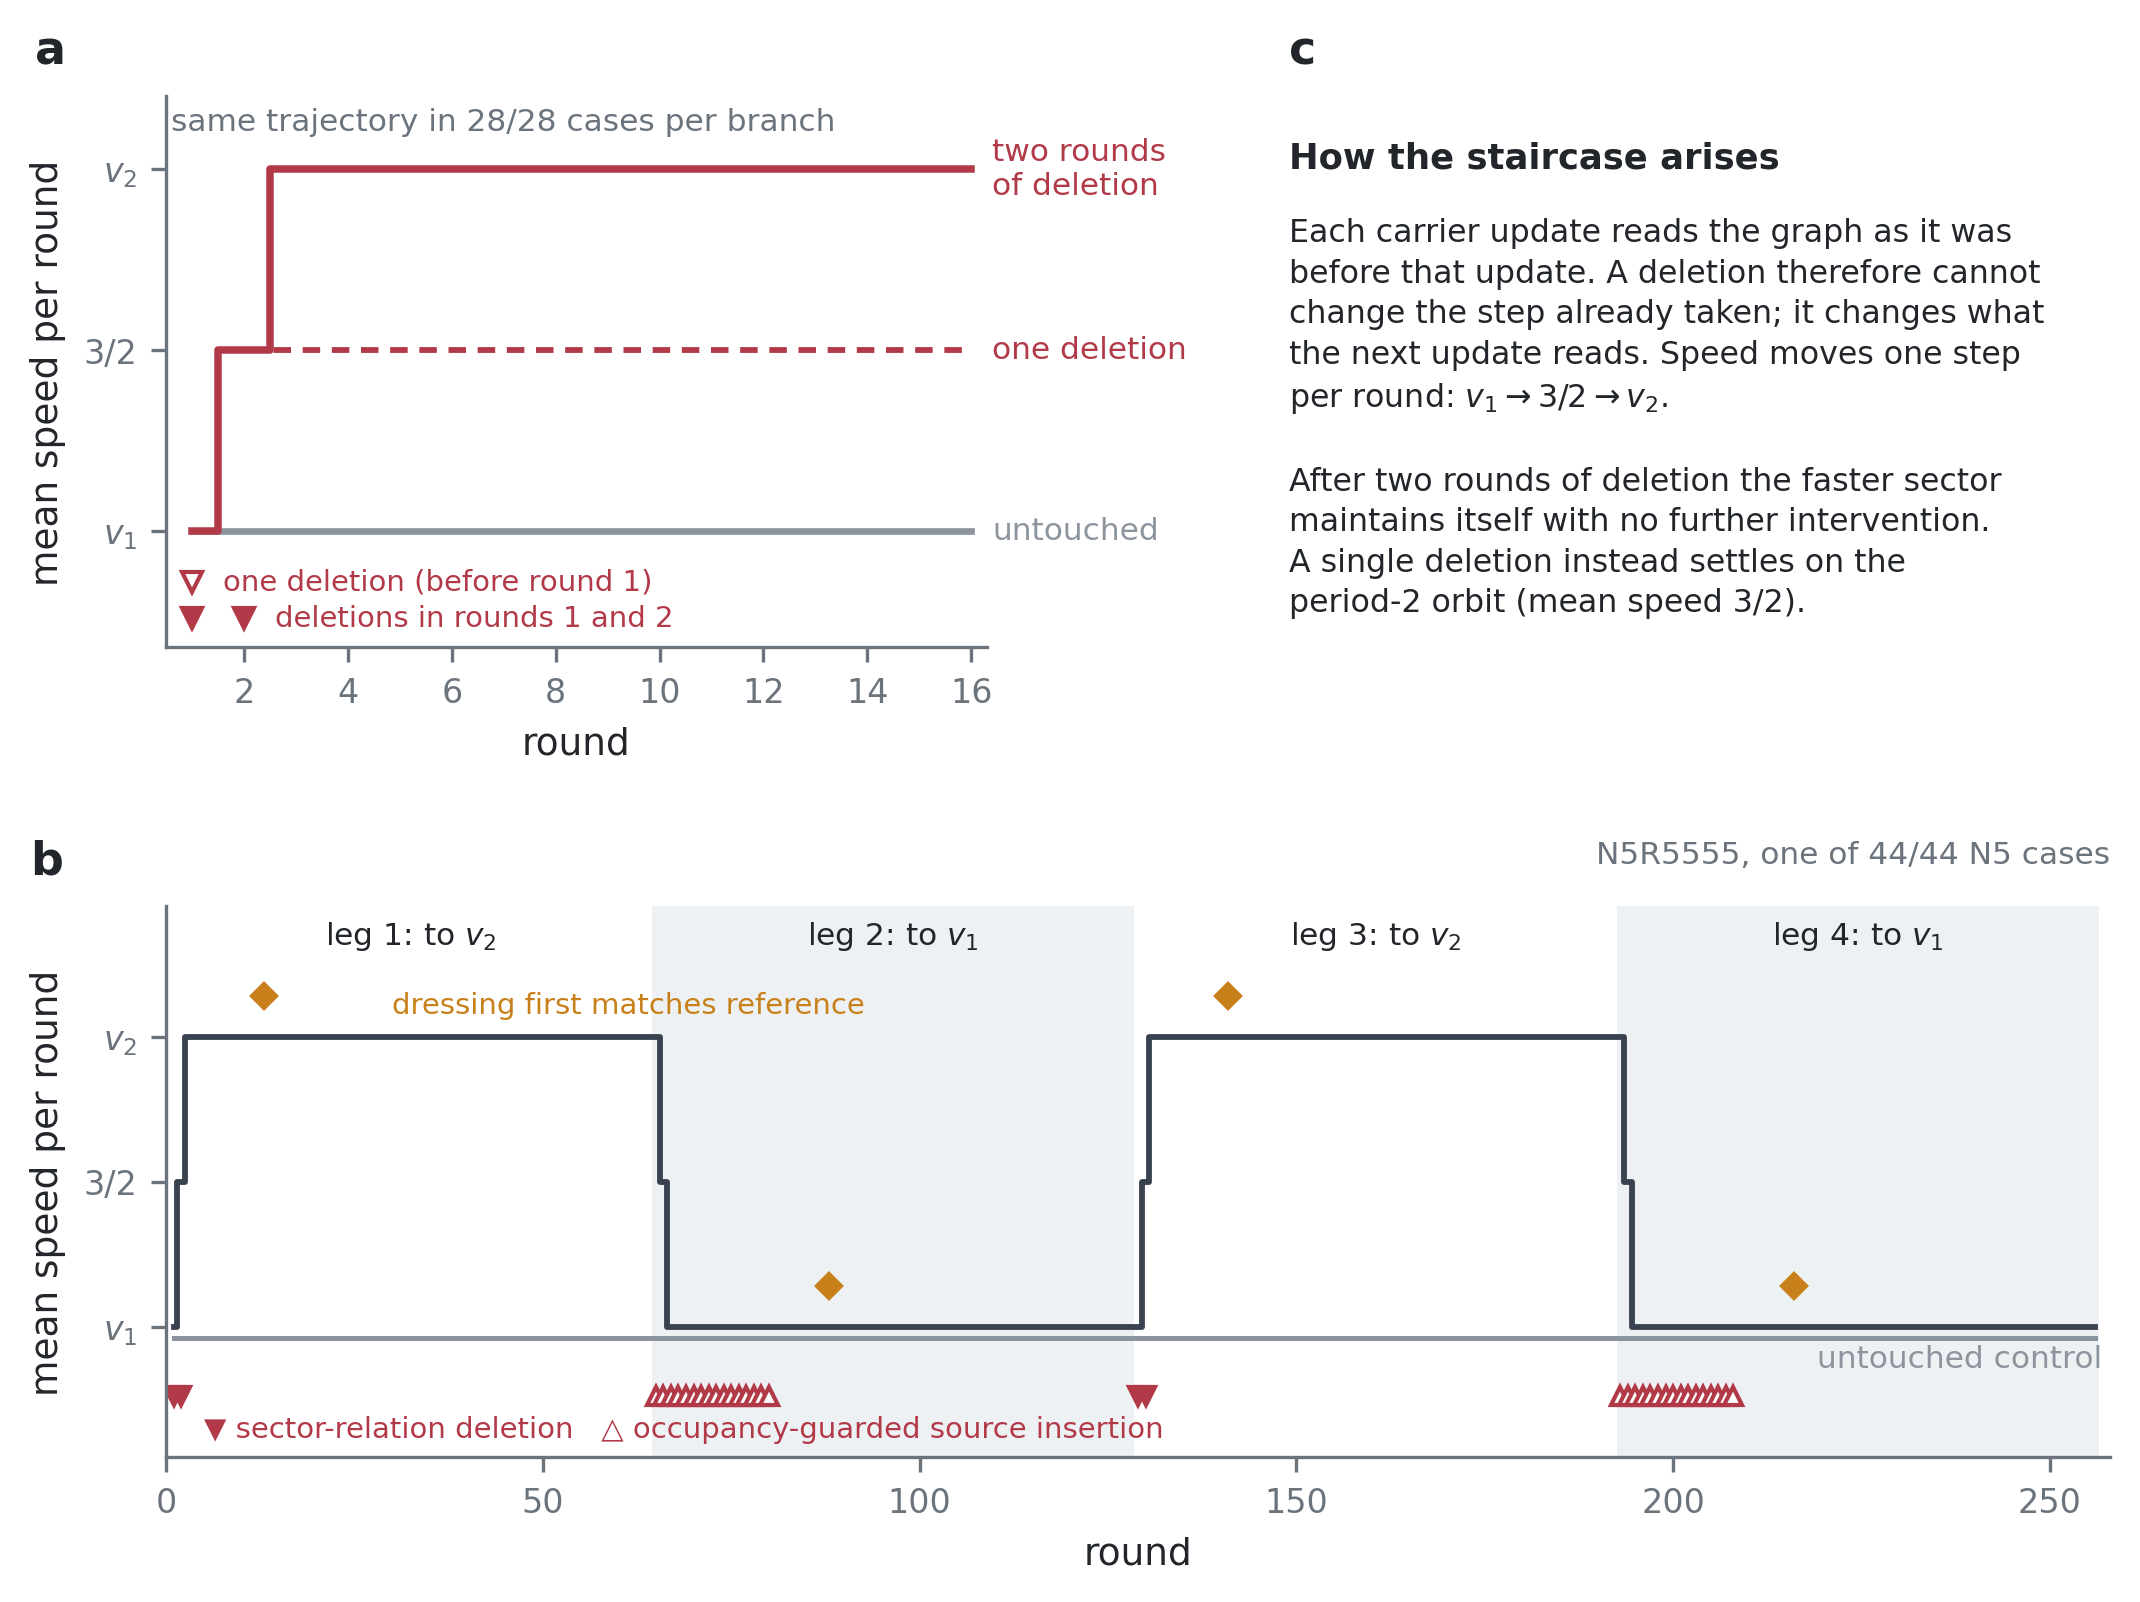 a
same trajectory in 28/28 cases per branch
mean speed per round
v₂
3/2
v₁
two rounds
of deletion
one deletion
untouched
▽ one deletion (before round 1)
▼ ▼ deletions in rounds 1 and 2
2 4 6 8 10 12 14 16
round
c
How the staircase arises
Each carrier update reads the graph as it was
before that update. A deletion therefore cannot
change the step already taken; it changes what
the next update reads. Speed moves one step
per round: v₁→3/2→v₂.
After two rounds of deletion the faster sector
maintains itself with no further intervention.
A single deletion instead settles on the
period-2 orbit (mean speed 3/2).
b
N5R5555, one of 44/44 N5 cases
leg 1: to v₂ leg 2: to v₁ leg 3: to v₂ leg 4: to v₁
dressing first matches reference
mean speed per round
v₂
3/2
v₁
untouched control
▼ sector-relation deletion △ occupancy-guarded source insertion
0 50 100 150 200 250
round